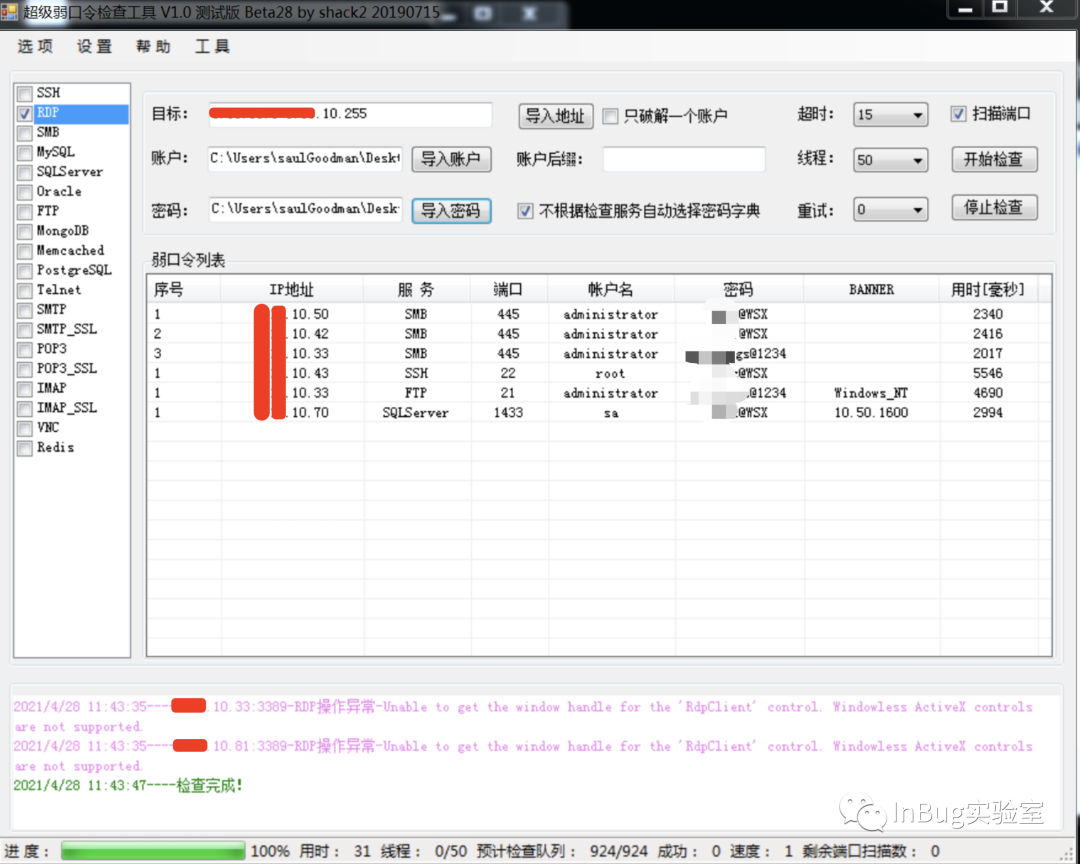 超级弱口令检查工具 V1.0 测试版 Beta28 by shack2 20190715
选项 设置 帮助 工具
SSH
RDP
SMB
MySQL
SQLServer
Oracle
FTP
MongoDB
Memcached
PostgreSQL
Telnet
SMTP
SMTP_SSL
POP3
POP3_SSL
IMAP
IMAP_SSL
VNC
Redis
目标: .10.255 导入地址 只破解一个账户 超时: 15 扫描端口
账户: C:\Users\saulGoodman\Deskt 导入账户 账户后缀: 线程: 50 开始检查
密码: C:\Users\saulGoodman\Desk 导入密码 不根据检查服务自动选择密码字典 重试: 0 停止检查
弱口令列表
序号 IP地址 服 务 端口 帐户名 密码 BANNER 用时[毫秒]
1 .10.50 SMB 445 administrator @WSX 2340
2 .10.42 SMB 445 administrator @WSX 2416
3 .10.33 SMB 445 administrator gs@1234 2017
1 .10.43 SSH 22 root @WSX 5546
1 .10.33 FTP 21 administrator @1234 Windows_NT 4690
1 .10.70 SQLServer 1433 sa @WSX 10.50.1600 2994
2021/4/28 11:43:35---- 10.33:3389-RDP操作异常-Unable to get the window handle for the 'RdpClient' control. Windowless ActiveX controls
are not supported.
2021/4/28 11:43:35---- 10.81:3389-RDP操作异常-Unable to get the window handle for the 'RdpClient' control. Windowless ActiveX controls
are not supported.
2021/4/28 11:43:47----检查完成!
InBug实验室
进度: 100% 用时: 31 线程: 0/50 预计检查队列: 924/924 成功: 0 速度: 1 剩余端口扫描数: 0